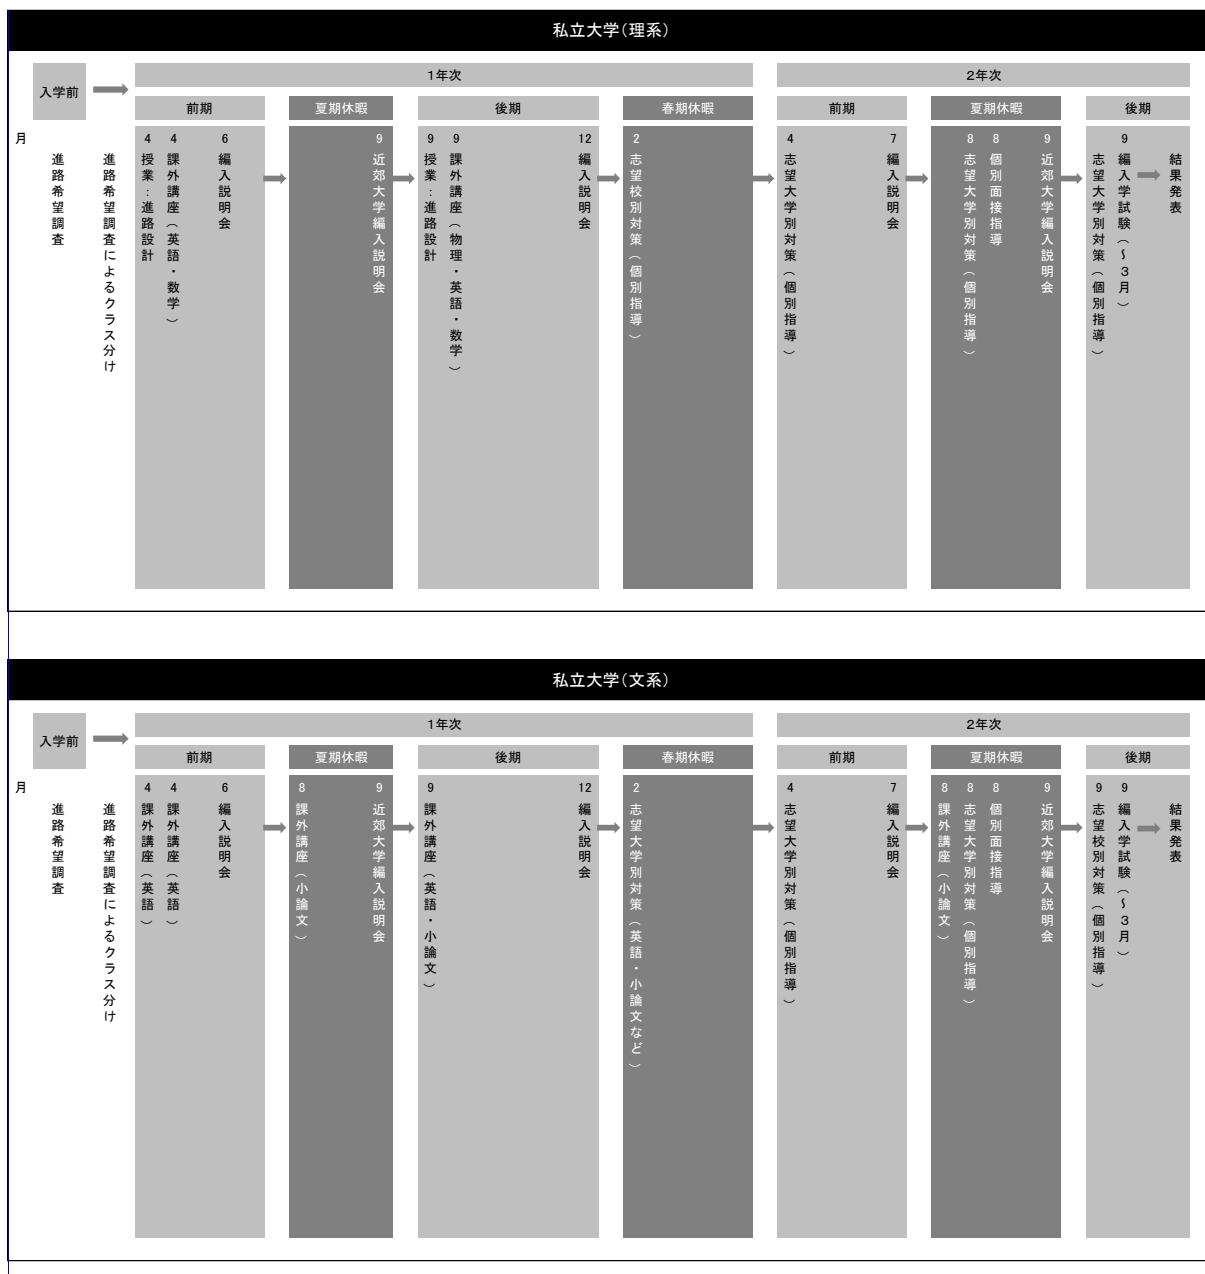 私立大学（理系）
入学前
1年次
2年次
前期
夏期休暇
後期
春期休暇
前期
夏期休暇
後期
月
進路希望調査
進路希望調査によるクラス分け
4 授業：進路設計
4 課外講座（英語・数学）
6 編入説明会
9 近郊大学編入説明会
9 授業：進路設計
9 課外講座（物理・英語・数学）
12 編入説明会
2 志望校別対策（個別指導）
4 志望大学別対策（個別指導）
7 編入説明会
8 志望大学別対策（個別指導）
8 個別面接指導
9 近郊大学編入説明会
志望大学別対策（個別指導）
9 編入学試験（～3月）
結果発表
私立大学（文系）
入学前
1年次
2年次
前期
夏期休暇
後期
春期休暇
前期
夏期休暇
後期
月
進路希望調査
進路希望調査によるクラス分け
4 課外講座（英語）
4 課外講座（英語）
6 編入説明会
8 課外講座（小論文）
9 近郊大学編入説明会
9 課外講座（英語・小論文）
12 編入説明会
2 志望大学別対策（英語・小論文など）
4 志望大学別対策（個別指導）
7 編入説明会
8 課外講座（小論文）
8 志望大学別対策（個別指導）
8 個別面接指導
9 近郊大学編入説明会
9 志望校別対策（個別指導）
9 編入学試験（～3月）
結果発表